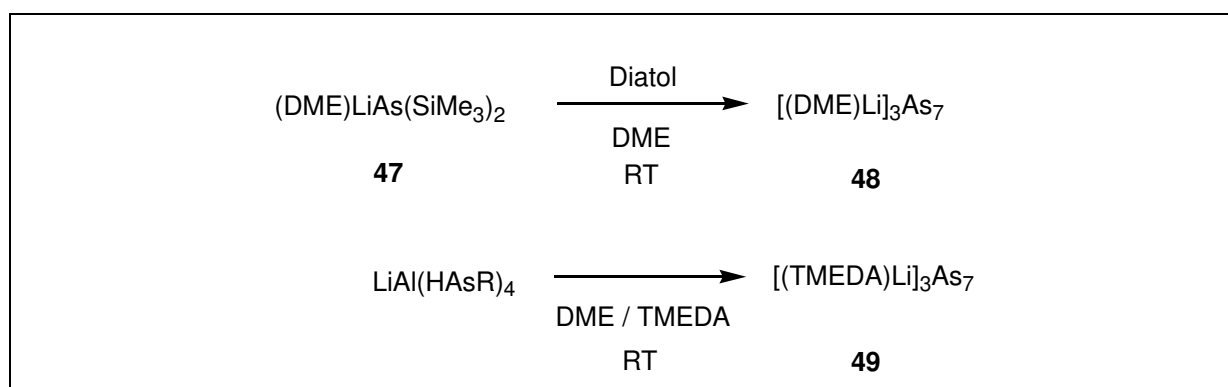 Diatol
(DME)LiAs(SiMe₃)₂ [(DME)Li]₃As₇
DME
47 RT 48
LiAl(HAsR)₄ [(TMEDA)Li]₃As₇
DME / TMEDA
RT 49